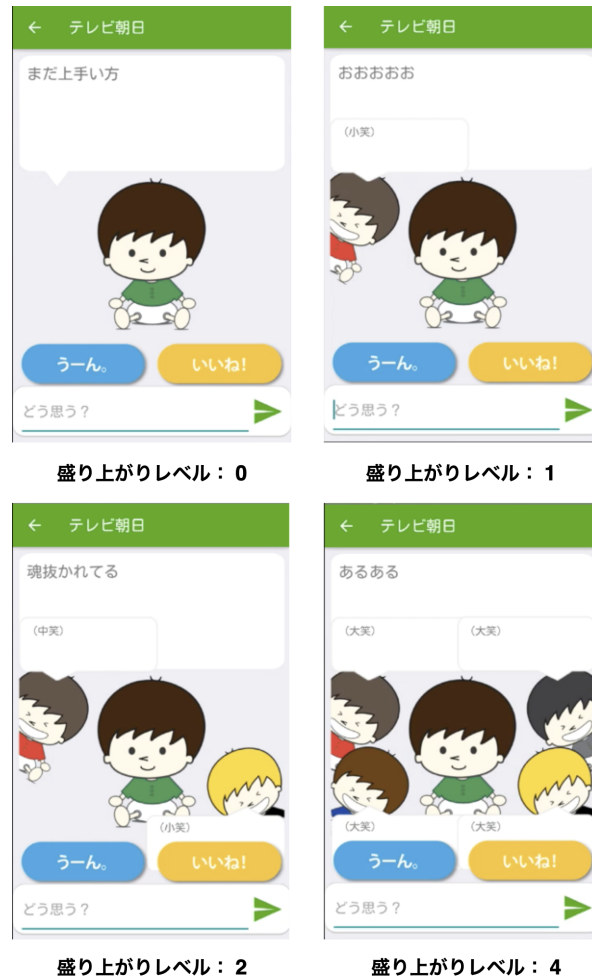 テレビ朝日
まだ上手い方
うーん。
いいね!
どう思う？
盛り上がりレベル： 0
テレビ朝日
おおおおお
（小笑）
うーん。
いいね!
どう思う？
盛り上がりレベル： 1
テレビ朝日
魂抜かれてる
（中笑）
（小笑）
うーん。
いいね!
どう思う？
盛り上がりレベル： 2
テレビ朝日
あるある
（大笑）
（大笑）
（大笑）
（大笑）
うーん。
いいね!
どう思う？
盛り上がりレベル： 4